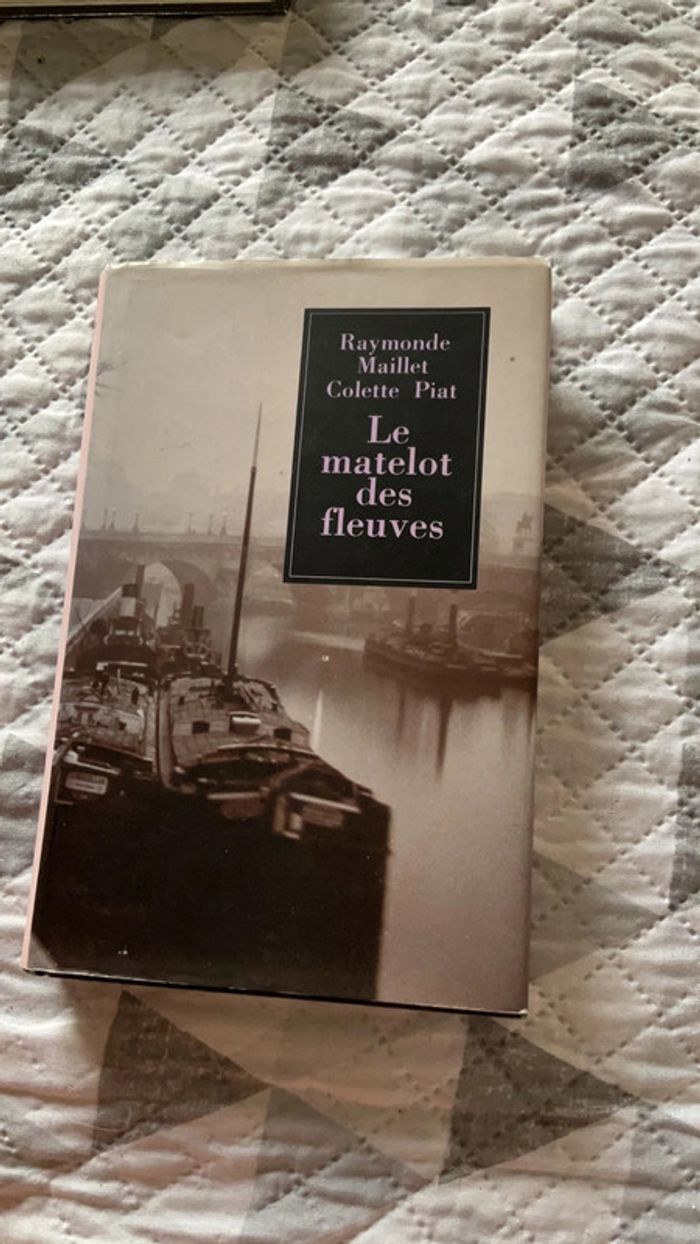 Raymonde
Maillet
Colette Piat
Le
matelot
des
fleuves